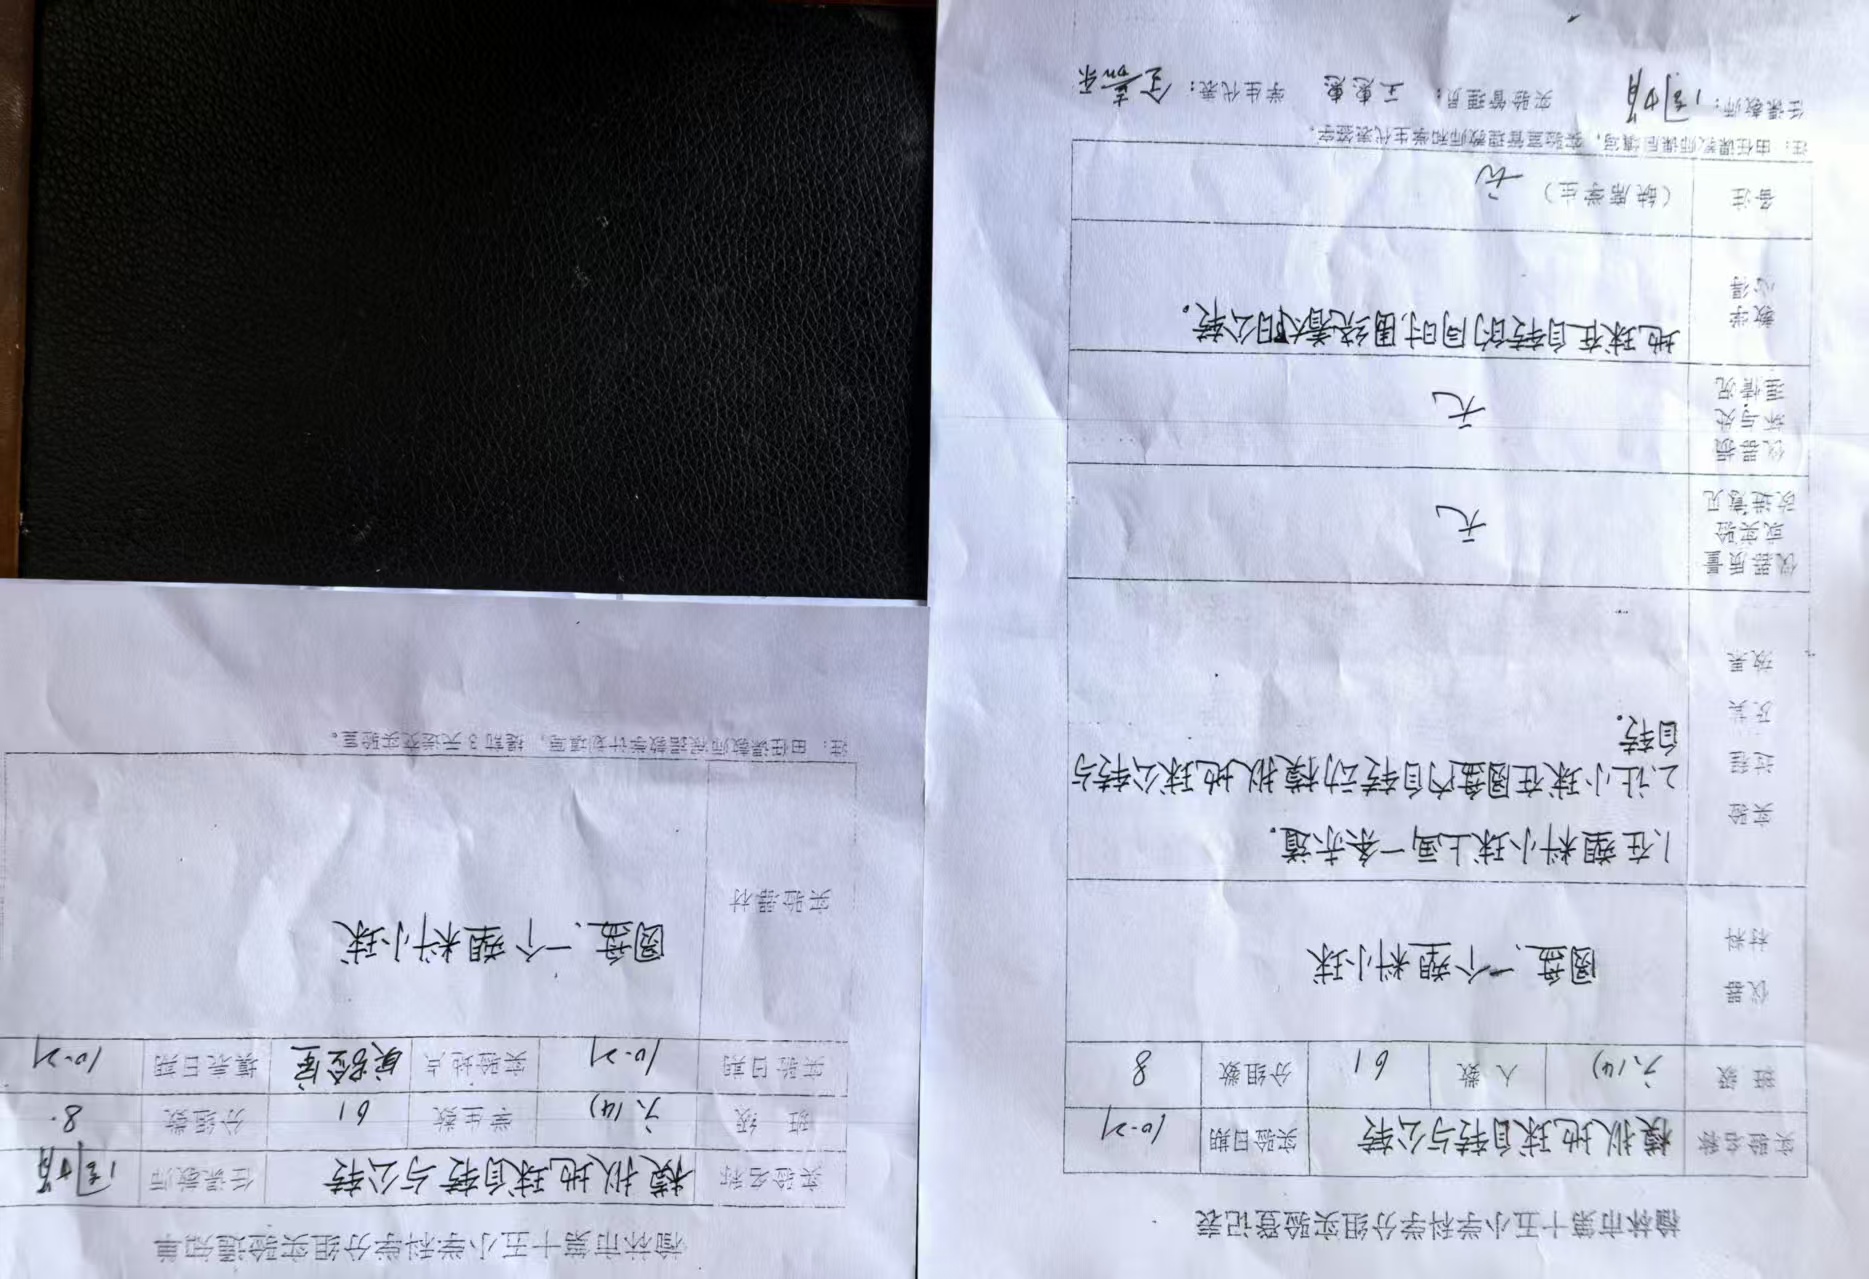 榆林市第十五小学科学分组实验登记表
实验名称 模拟地球自转与公转 实验日期 10-21
班级 六.(4) 人数 61 分组数 8
仪器材料 圆盘、一个塑料小球
实验过程及其效果
1、在塑料小球上画一条赤道。
2、让小球在圆盘内自转动模拟地球公转与
自转。
仪器质量或实验改进意见 无
仪器损坏与处理情况 无
教学心得 地球在自转的同时,围绕着太阳公转。
备注 (缺席学生) 无
注:由任课教师课后填写,实验室管理教师和学生代表签字。
任课教师: 实验管理员: 王惠惠 学生代表:
榆林市第十五小学科学分组实验通知单
实验名称 模拟地球自转与公转 任课教师
班级 六.(4) 学生数 61 分组数 8.
实验日期 10-21 实验地点 实验室 填表日期 10-21
实验器材 圆盘、一个塑料小球
注:由任课教师根据教学计划填写,提前3天送交实验室。